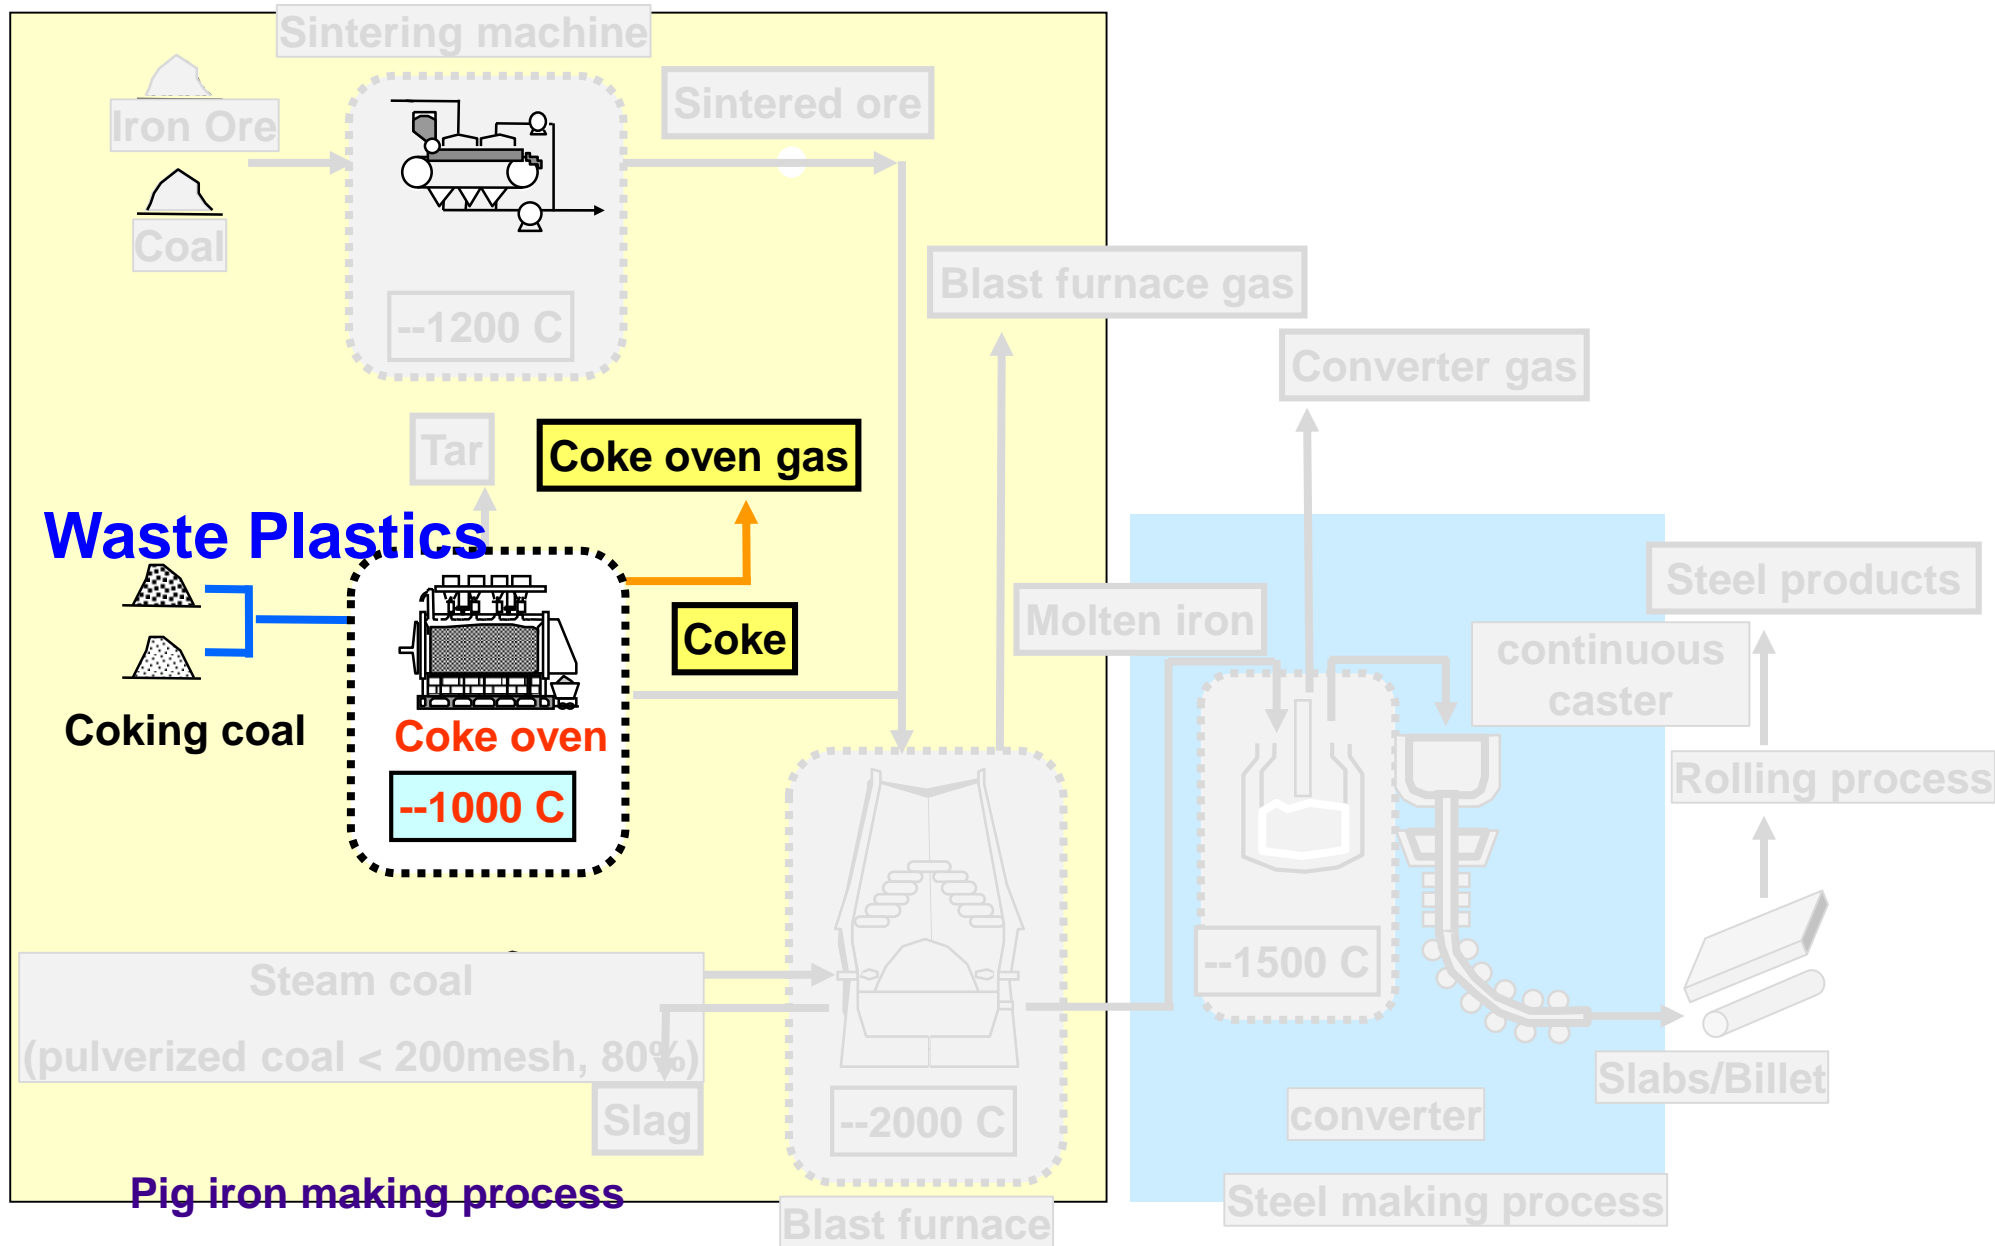 Sintering machine
Iron Ore
Sintered ore
Coal
--1200 C
Blast furnace gas
Converter gas
Tar
Coke oven gas
Waste Plastics
Coke
Molten iron
Steel products
continuous
caster
Coking coal
Coke oven
--1000 C
Rolling process
Steam coal
(pulverized coal < 200mesh, 80%)
--1500 C
Slabs/Billet
Slag
--2000 C
converter
Pig iron making process
Blast furnace
Steel making process